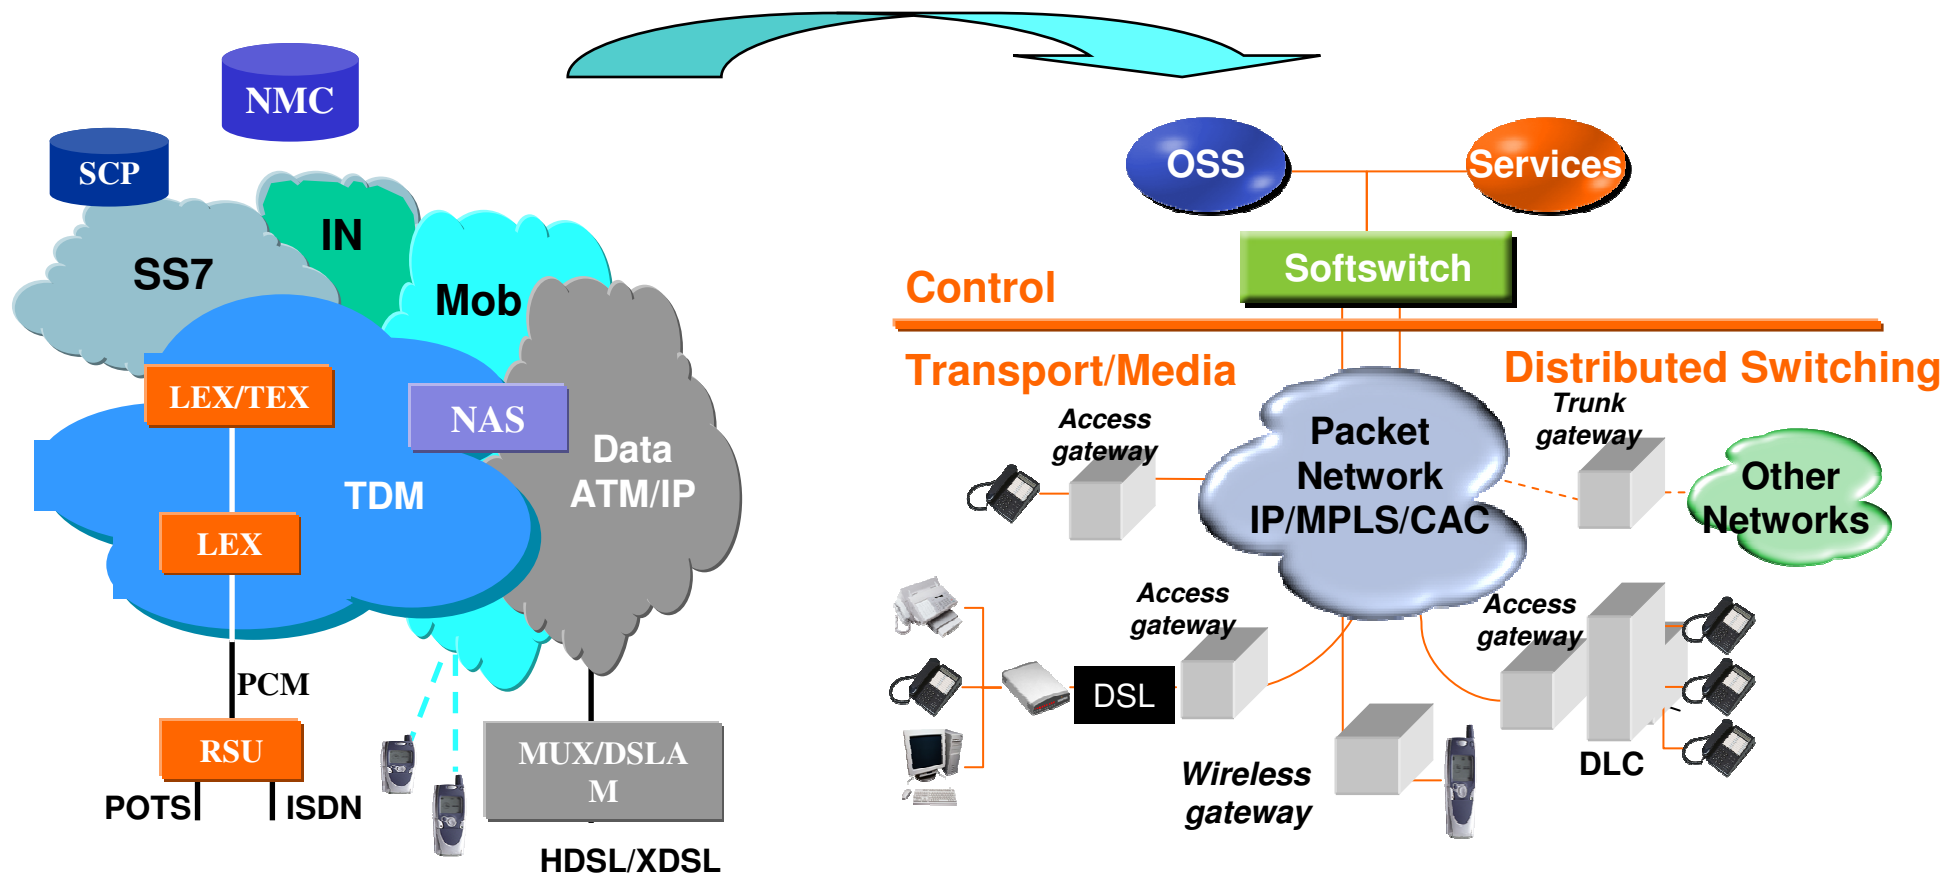 NMC
SCP
IN
SS7
Mob
LEX/TEX
NAS
Data
ATM/IP
TDM
LEX
PCM
RSU
MUX/DSLA
M
POTS
ISDN
HDSL/XDSL
OSS
Services
Softswitch
Control
Transport/Media
Distributed Switching
Access
gateway
Packet
Network
IP/MPLS/CAC
Trunk
gateway
Other
Networks
Access
gateway
DSL
Access
gateway
DLC
Wireless
gateway